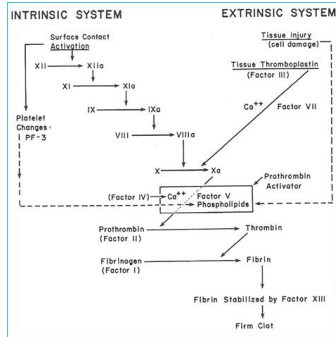 INTRINSIC SYSTEM
EXTRINSIC SYSTEM
Surface Contact
Activation
Tissue Injury
(cell damage)
XII
XIIa
Tissue Thromboplastin
(Factor III)
XI
XIa
IX
IXa
Ca++ Factor VII
Platelet
Changes:
PF-3
VIII
VIIIa
X
Xa
Prothrombin
Activator
(Factor IV)
Ca++
Factor V
Phospholipids
Prothrombin
(Factor II)
Thrombin
Fibrinogen
(Factor I)
Fibrin
Fibrin Stabilized by Factor XIII
Firm Clot